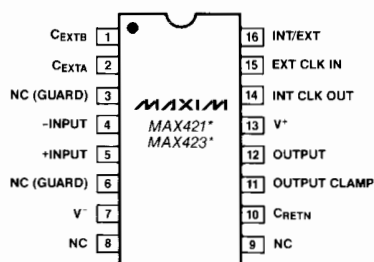 CEXTB 1 16 INT/EXT
CEXTA 2 15 EXT CLK IN
NC (GUARD) 3 14 INT CLK OUT
MAXIM
-INPUT 4 MAX421* 13 V+
MAX423*
+INPUT 5 12 OUTPUT
NC (GUARD) 6 11 OUTPUT CLAMP
V- 7 10 CRETN
NC 8 9 NC